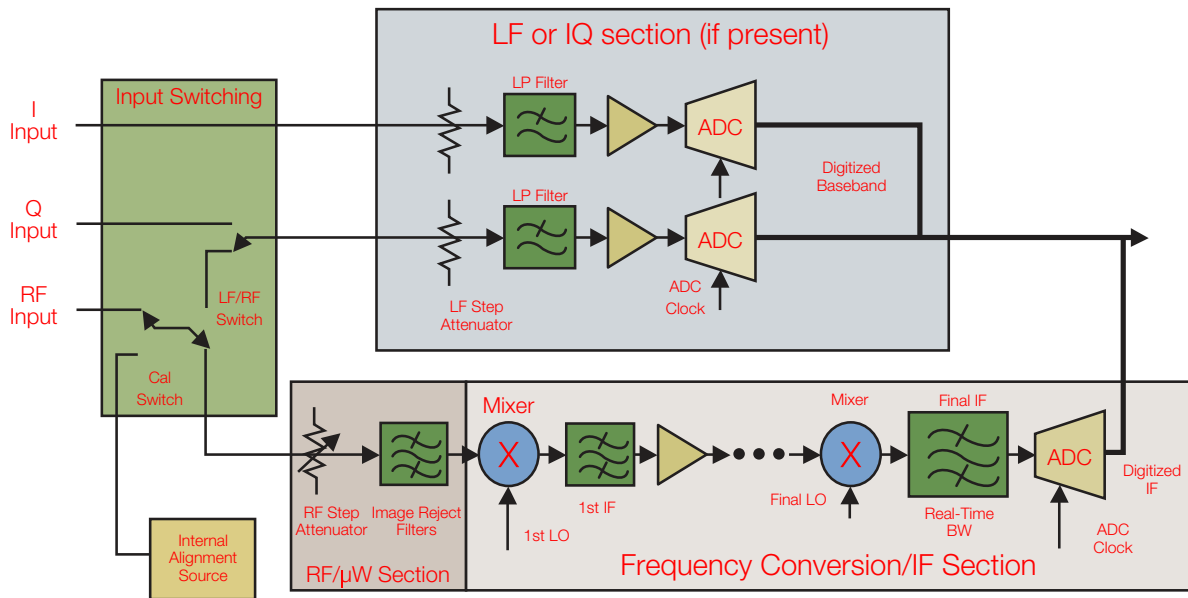 LF or IQ section (if present)
Input Switching
I
Input
LP Filter
ADC
Digitized
Baseband
Q
Input
LP Filter
ADC
RF
Input
LF/RF
Switch
LF Step
Attenuator
ADC
Clock
Cal
Switch
Mixer
X
1st IF
1st LO
Mixer
X
Final LO
Final IF
Real-Time
BW
ADC
Digitized
IF
ADC
Clock
RF Step
Attenuator
Image Reject
Filters
Internal
Alignment
Source
RF/µW Section
Frequency Conversion/IF Section